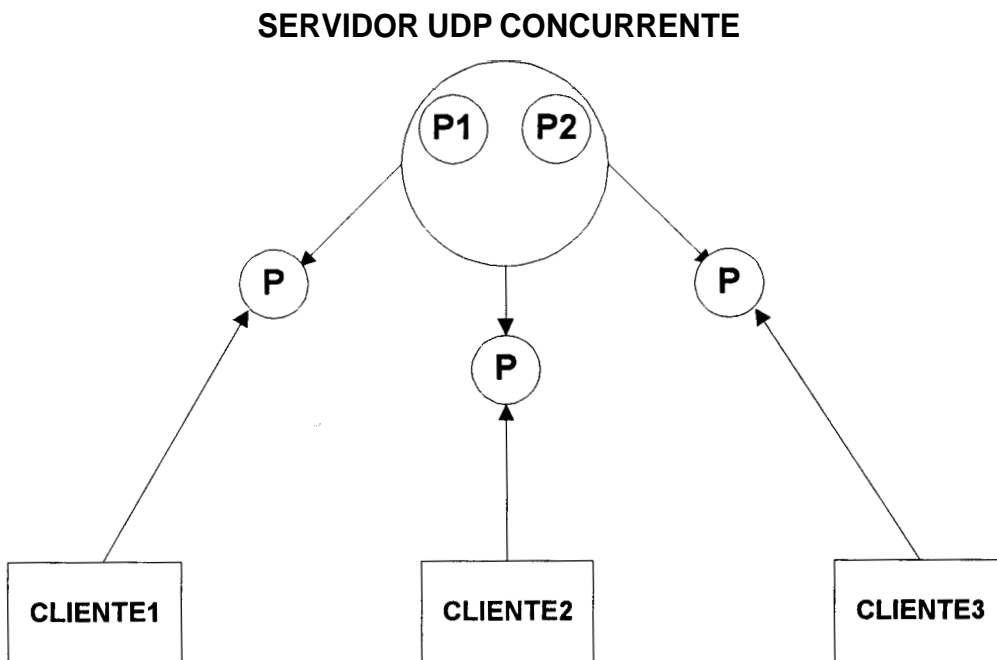 SERVIDOR UDP CONCURRENTE
P1 P2
P P
P
CLIENTE1 CLIENTE2 CLIENTE3